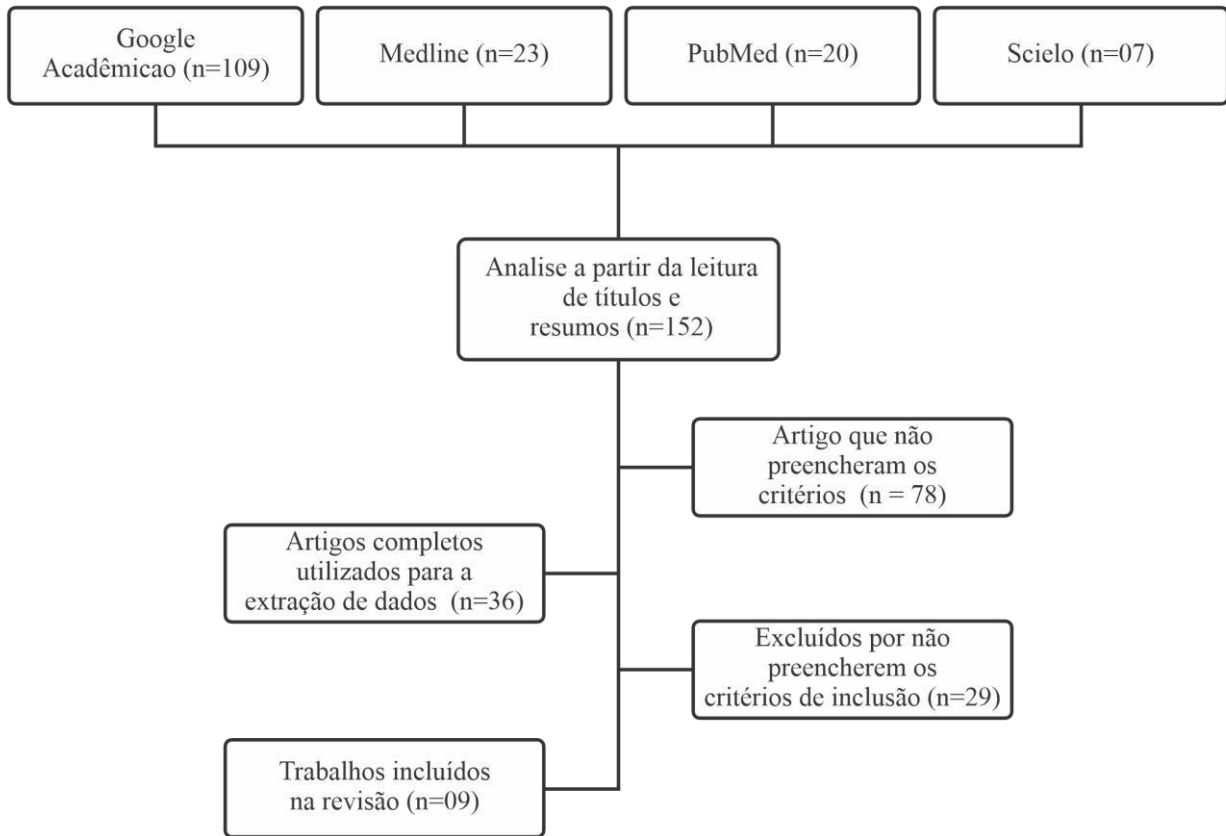 Google
Acadêmicao (n=109)
Medline (n=23)
PubMed (n=20)
Scielo (n=07)
Analise a partir da leitura
de títulos e
resumos (n=152)
Artigo que não
preencheram os
critérios (n = 78)
Artigos completos
utilizados para a
extração de dados (n=36)
Excluídos por não
preencherem os
critérios de inclusão (n=29)
Trabalhos incluídos
na revisão (n=09)